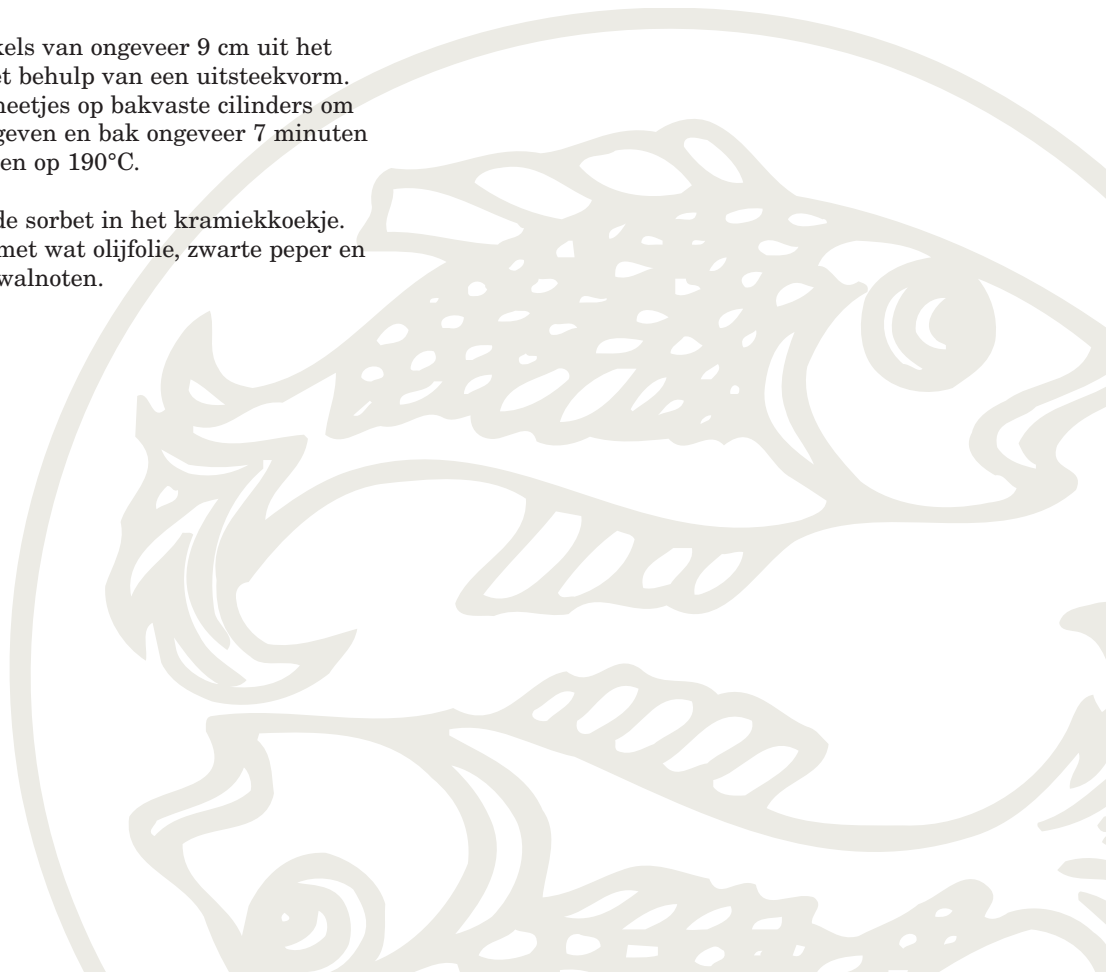 kels van ongeveer 9 cm uit het
et behulp van een uitsteekvorm.
neetjes op bakvaste cilinders om
geven en bak ongeveer 7 minuten
en op 190°C.
de sorbet in het kramiekkoekje.
met wat olijfolie, zwarte peper en
walnoten.